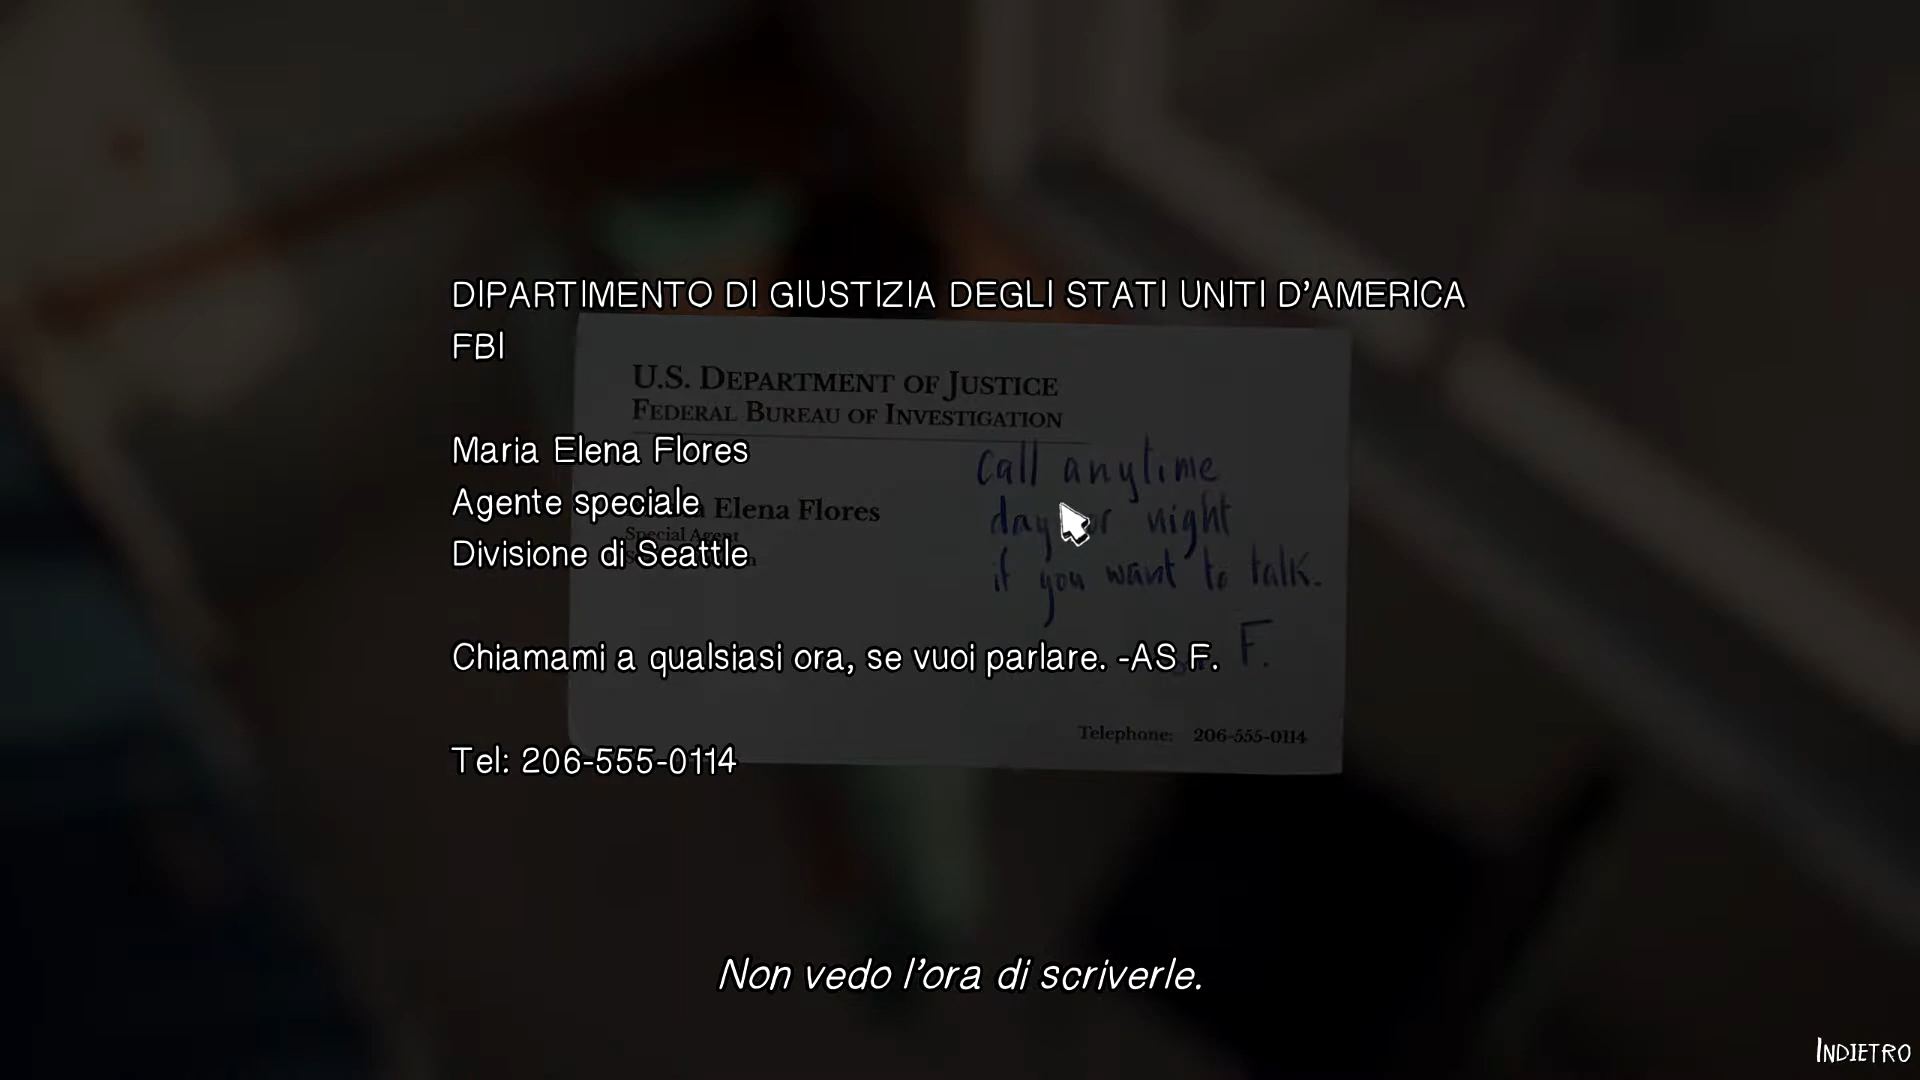 DIPARTIMENTO DI GIUSTIZIA DEGLI STATI UNITI D'AMERICA
FBI
U.S. DEPARTMENT OF JUSTICE
FEDERAL BUREAU OF INVESTIGATION
Maria Elena Flores
Agente speciale
Divisione di Seattle
Elena Flores
Special Agent
Call anytime
day or night
if you want to talk.
F.
Chiamami a qualsiasi ora, se vuoi parlare. -AS F.
Telephone: 206-555-0114
Tel: 206-555-0114
Non vedo l'ora di scriverle.
INDIETRO